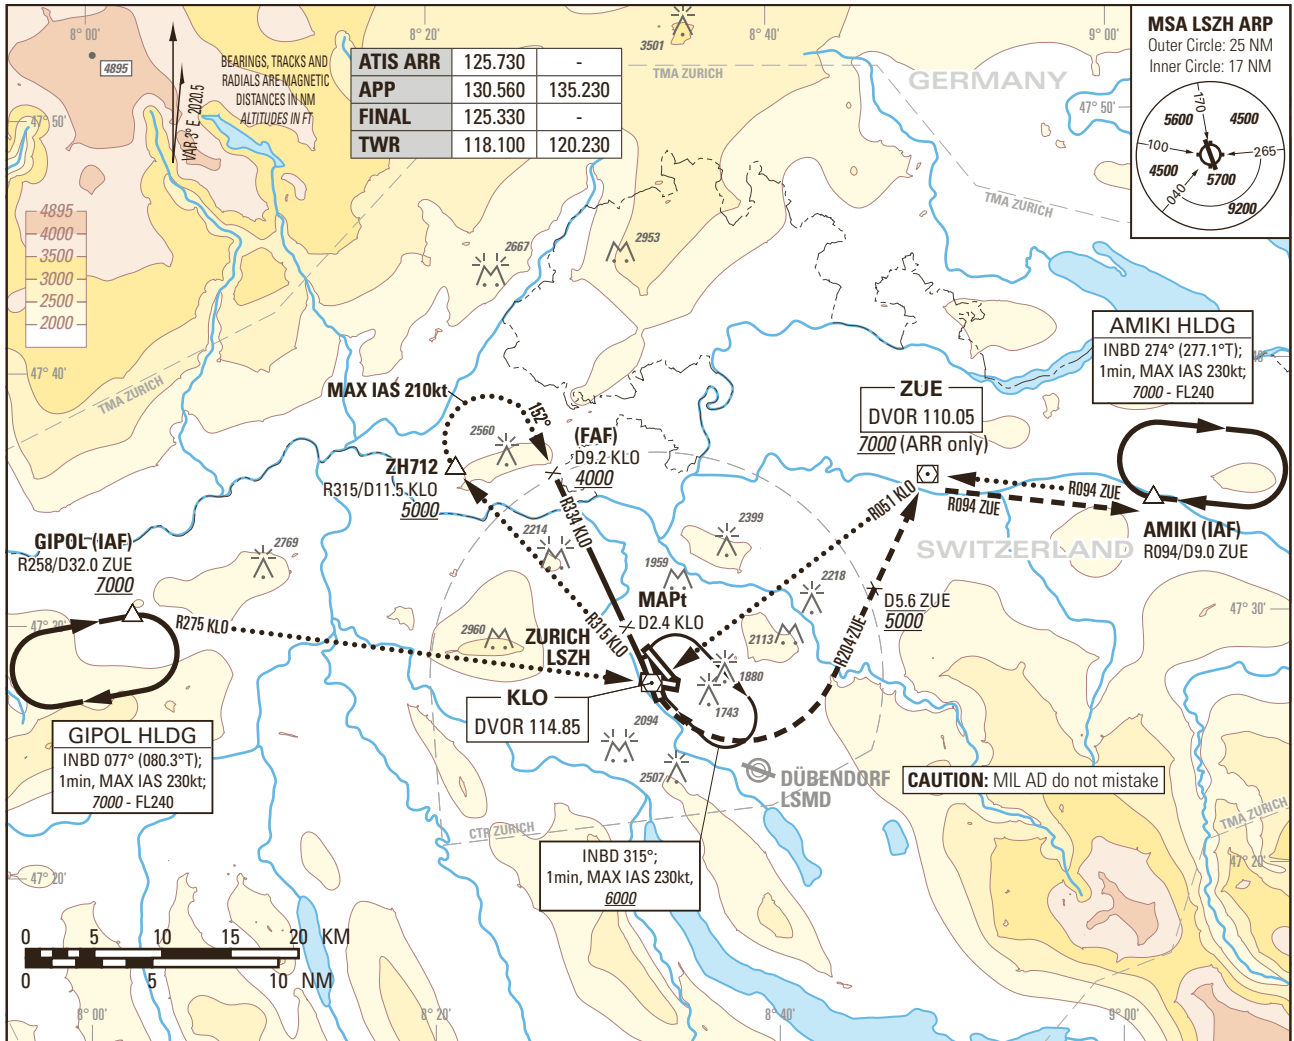 8° 00'
8° 20'
8° 40'
9° 00'
3501
4895
BEARINGS, TRACKS AND
RADIALS ARE MAGNETIC
DISTANCES IN NM
ALTITUDES IN FT
VAR 3° E 2020.5
ATIS ARR 125.730 -
APP 130.560 135.230
FINAL 125.330 -
TWR 118.100 120.230
TMA ZURICH
GERMANY
MSA LSZH ARP
Outer Circle: 25 NM
Inner Circle: 17 NM
170
5600
4500
100
265
4500
5700
040
9200
47° 50'
47° 50'
TMA ZURICH
4895
4000
3500
3000
2500
2000
2667
2953
AMIKI HLDG
INBD 274° (277.1°T);
1min, MAX IAS 230kt;
7000 - FL240
47° 40'
TMA ZURICH
MAX IAS 210kt
152°
2560
(FAF)
D9.2 KLO
4000
ZUE
DVOR 110.05
7000 (ARR only)
ZH712
R315/D11.5 KLO
5000
R334 KLO
R051 KLO
R094 ZUE
R094 ZUE
AMIKI (IAF)
R094/D9.0 ZUE
SWITZERLAND
GIPOL (IAF)
R258/D32.0 ZUE
7000
2769
2214
2399
1959
2218
MAPt
D2.4 KLO
D5.6 ZUE
5000
47° 30'
47° 30'
R275 KLO
2960
R315 KLO
ZURICH
LSZH
2113
R204 ZUE
1880
1743
KLO
DVOR 114.85
2094
2507
GIPOL HLDG
INBD 077° (080.3°T);
1min, MAX IAS 230kt;
7000 - FL240
DÜBENDORF
LSMD
CAUTION: MIL AD do not mistake
CTR ZURICH
TMA ZURICH
INBD 315°;
1min, MAX IAS 230kt,
6000
47° 20'
47° 20'
0 5 10 15 20 KM
0 5 10 NM
8° 00'
8° 20'
8° 40'
9° 00'